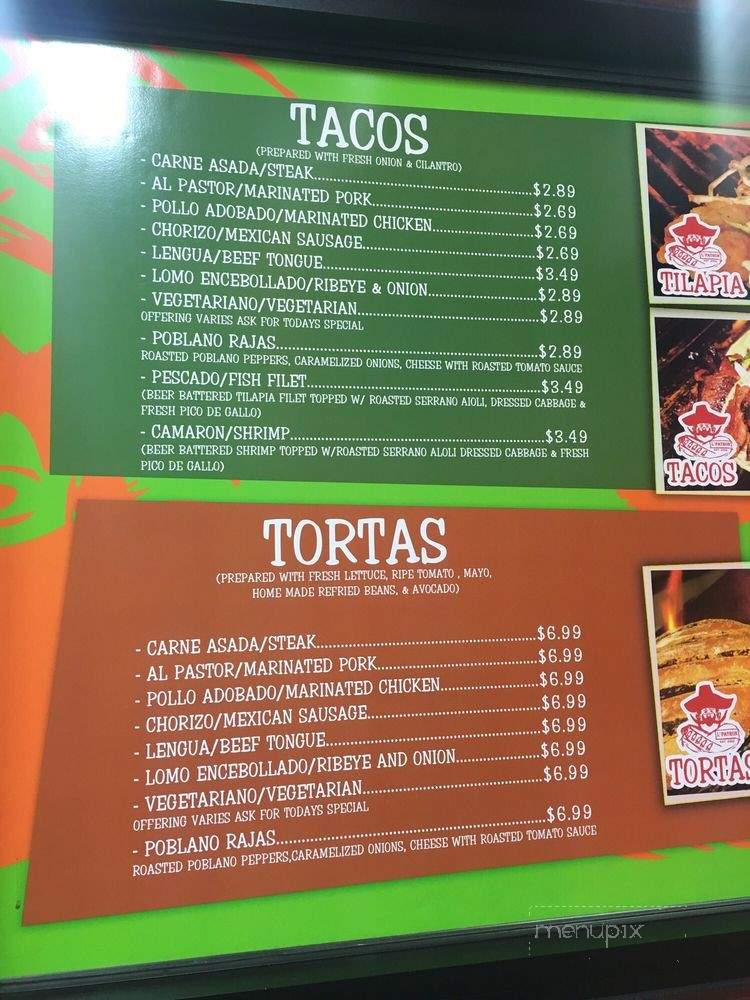 TACOS
(PREPARED WITH FRESH ONION & CILANTRO)
- CARNE ASADA/STEAK...$2.89
- AL PASTOR/MARINATED PORK...$2.69
- POLLO ADOBADO/MARINATED CHICKEN...$2.69
- CHORIZO/MEXICAN SAUSAGE...$2.69
- LENGUA/BEEF TONGUE...$3.49
- LOMO ENCEBOLLADO/RIBEYE & ONION...$2.89
- VEGETARIANO/VEGETARIAN...$2.89
OFFERING VARIES ASK FOR TODAYS SPECIAL
- POBLANO RAJAS...$2.89
ROASTED POBLANO PEPPERS, CARAMELIZED ONIONS, CHEESE WITH ROASTED TOMATO SAUCE
- PESCADO/FISH FILET...$3.49
(BEER BATTERED TILAPIA FILET TOPPED W/ ROASTED SERRANO AIOLI, DRESSED CABBAGE &
FRESH PICO DE GALLO)
- CAMARON/SHRIMP...$3.49
(BEER BATTERED SHRIMP TOPPED W/ROASTED SERRANO ALOLI DRESSED CABBAGE & FRESH
PICO DE GALLO)
L'PATRON
TILAPIA
L'PATRON
TACOS
TORTAS
(PREPARED WITH FRESH LETTUCE, RIPE TOMATO , MAYO,
HOME MADE REFRIED BEANS, & AVOCADO)
- CARNE ASADA/STEAK...$6.99
- AL PASTOR/MARINATED PORK...$6.99
- POLLO ADOBADO/MARINATED CHICKEN...$6.99
- CHORIZO/MEXICAN SAUSAGE...$6.99
- LENGUA/BEEF TONGUE...$6.99
- LOMO ENCEBOLLADO/RIBEYE AND ONION...$6.99
- VEGETARIANO/VEGETARIAN...$6.99
OFFERING VARIES ASK FOR TODAYS SPECIAL
- POBLANO RAJAS...$6.99
ROASTED POBLANO PEPPERS,CARAMELIZED ONIONS, CHEESE WITH ROASTED TOMATO SAUCE
L'PATRON
TORTAS
menupix